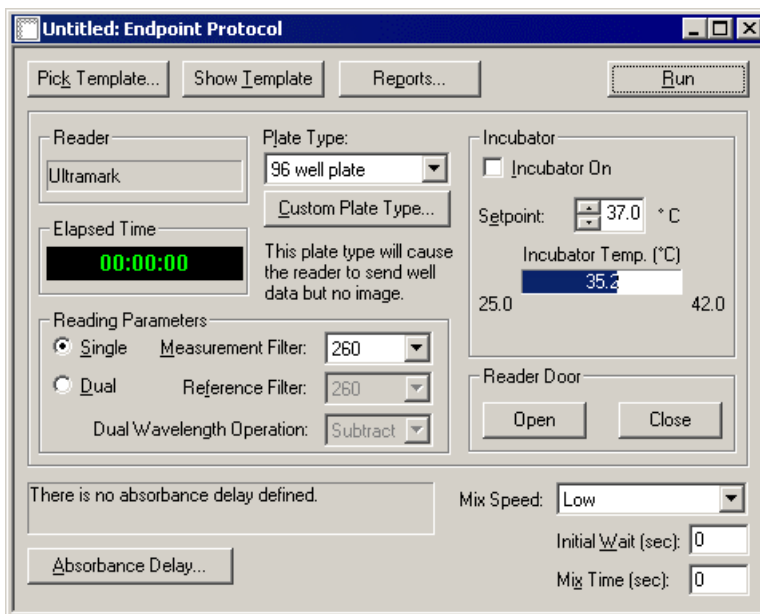 Untitled: Endpoint Protocol
Pick Template...
Show Template
Reports...
Run
Reader
Ultramark
Elapsed Time
00:00:00
Plate Type:
96 well plate
Custom Plate Type...
This plate type will cause
the reader to send well
data but no image.
Incubator
Incubator On
Setpoint: 37.0 °C
Incubator Temp. (°C)
35.2
25.0 42.0
Reading Parameters
Single Measurement Filter: 260
Dual Reference Filter: 260
Dual Wavelength Operation: Subtract
Reader Door
Open Close
There is no absorbance delay defined.
Absorbance Delay...
Mix Speed: Low
Initial Wait (sec): 0
Mix Time (sec): 0